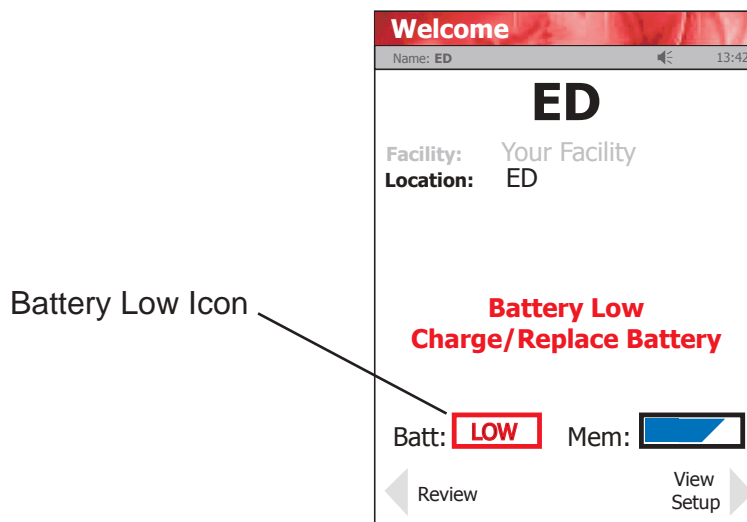 Welcome
Name: ED 13:42
ED
Facility: Your Facility
Location: ED
Battery Low Icon
Battery Low
Charge/Replace Battery
Batt: LOW Mem:
Review View
Setup